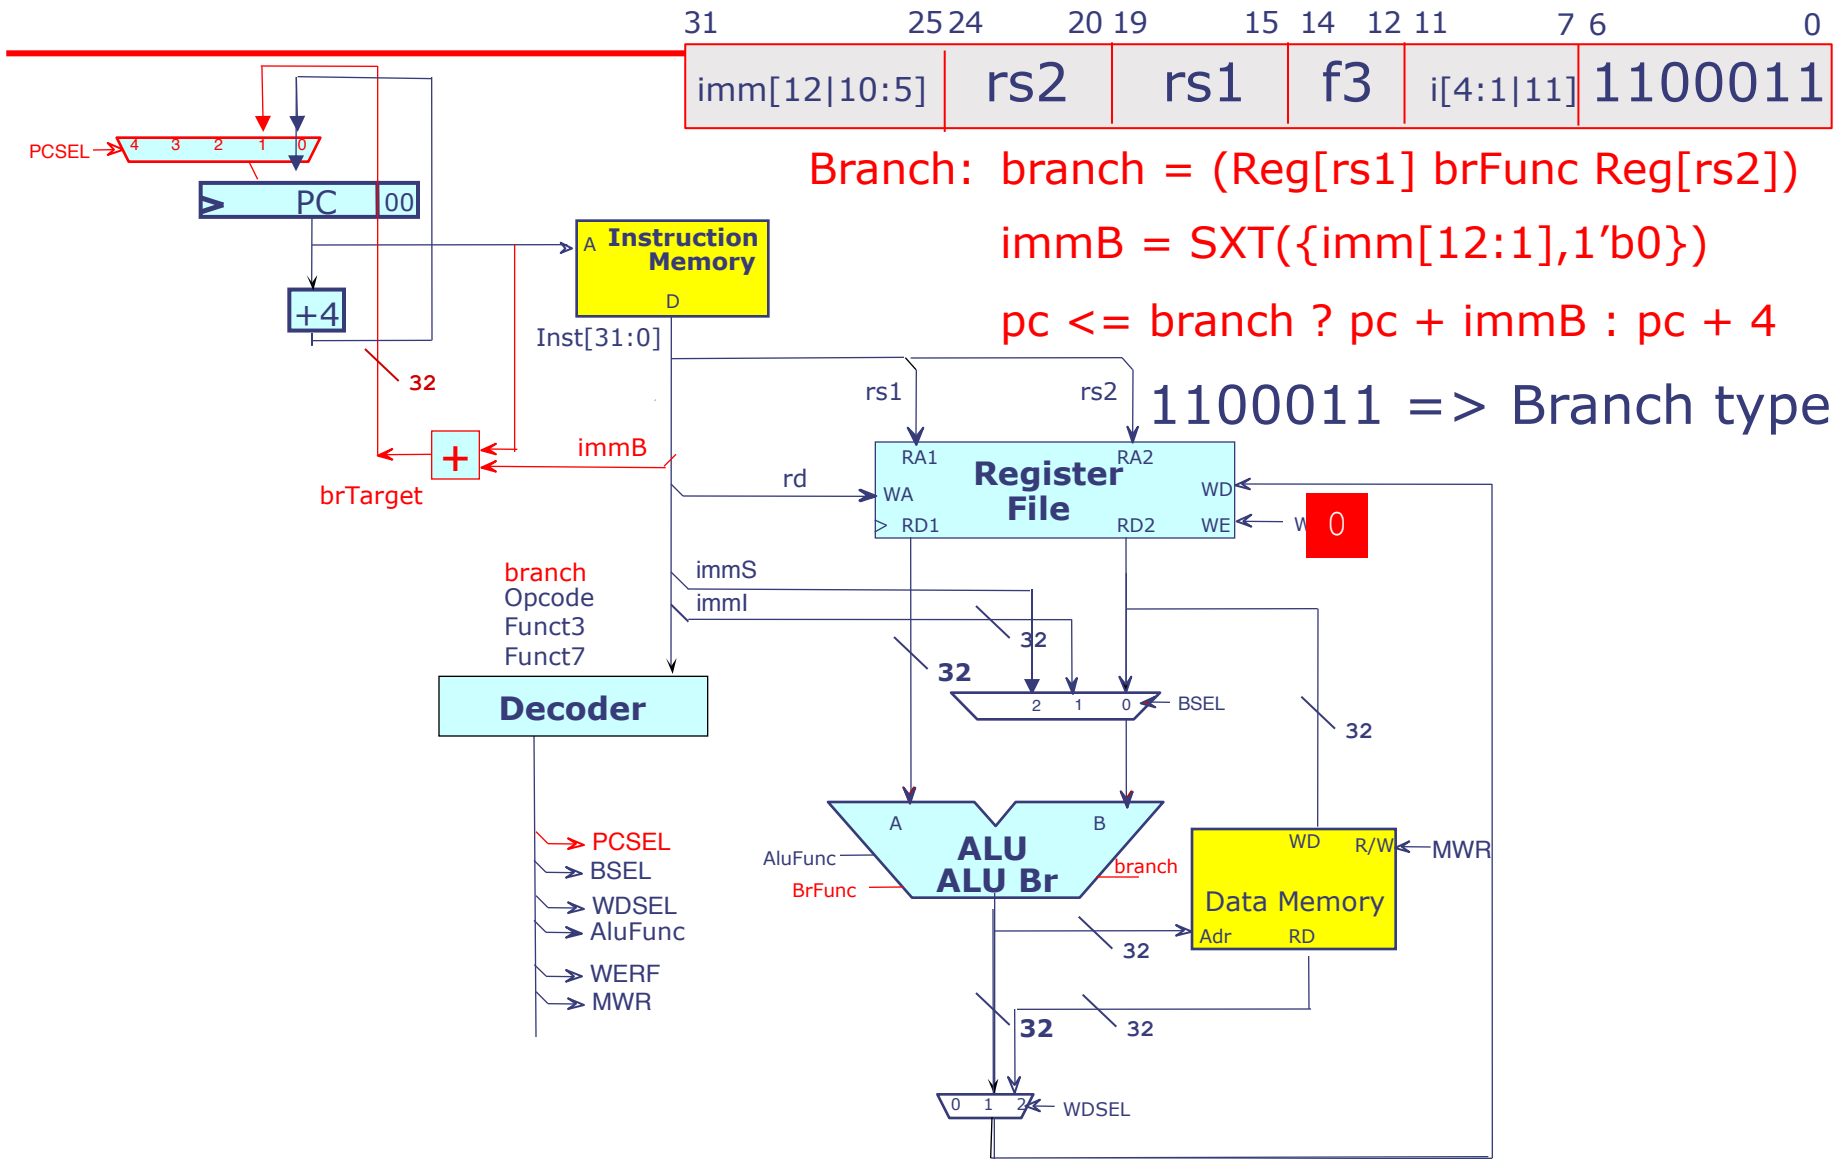 31 25 24 20 19 15 14 12 11 7 6 0
imm[12|10:5] rs2 rs1 f3 i[4:1|11] 1100011
PCSEL 4 3 2 1 0
PC 00
Branch: branch = (Reg[rs1] brFunc Reg[rs2])
immB = SXT({imm[12:1],1’b0})
pc <= branch ? pc + immB : pc + 4
1100011 => Branch type
A Instruction
Memory
D
+4
Inst[31:0]
32
rs1 rs2
immB
+
brTarget
rd
RA1 RA2
Register
File
WA WD
RD1 RD2 WE
W 0
branch
Opcode
Funct3
Funct7
immS
immI
32
32
Decoder
2 1 0 BSEL
32
A B
ALU
ALU Br
AluFunc
BrFunc
branch
WD R/W MWR
Data Memory
Adr RD
PCSEL
BSEL
WDSEL
AluFunc
WERF
MWR
32
32
32
0 1 2 WDSEL